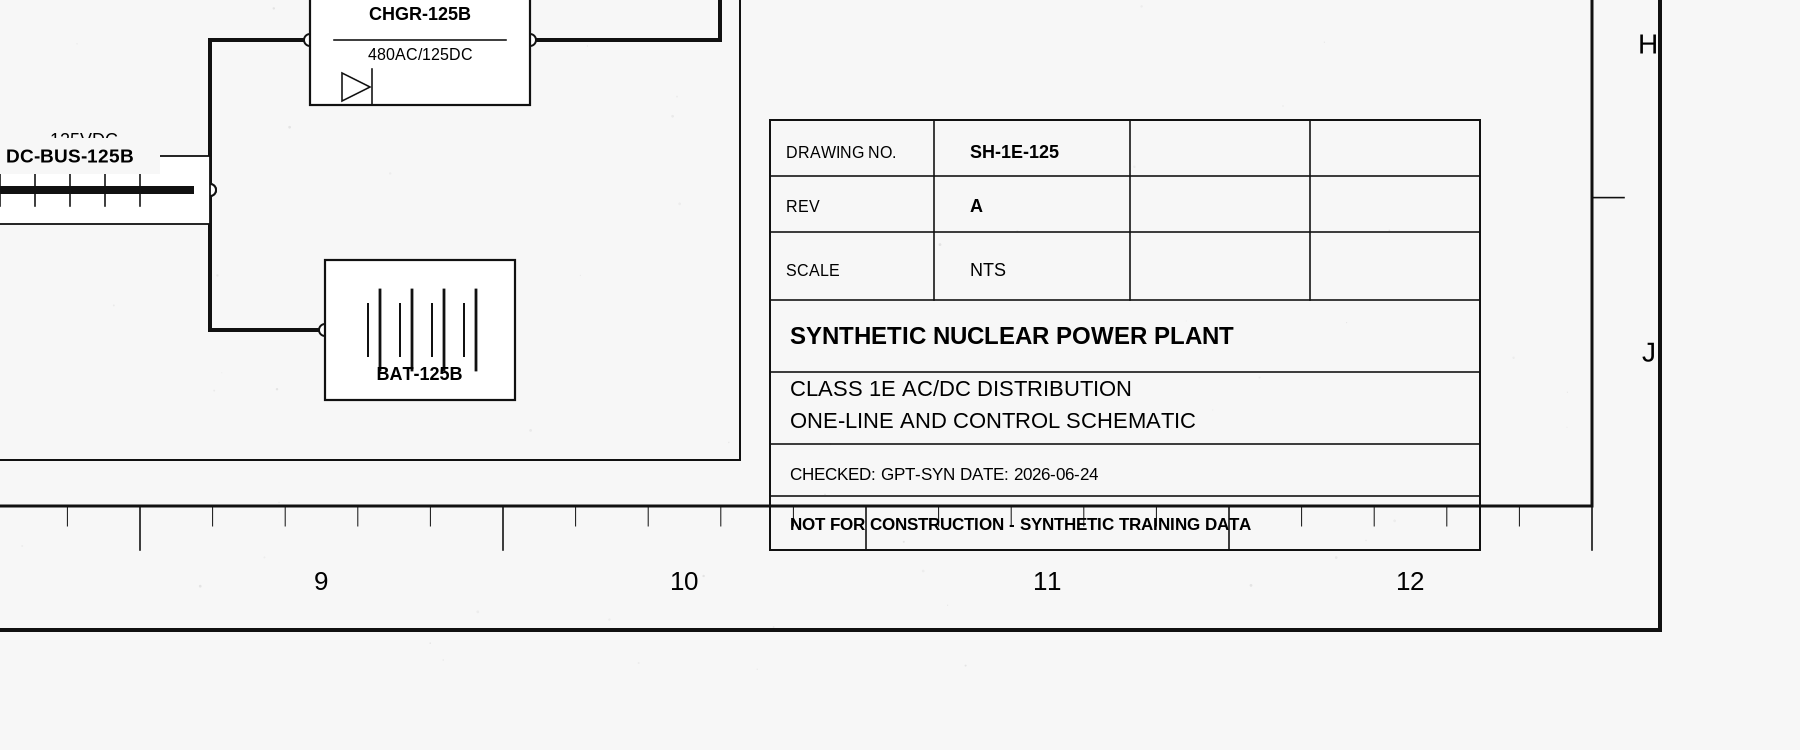 CHGR-125B
480AC/125DC
H
125VDC
DC-BUS-125B
DRAWING NO. SH-1E-125
REV A
SCALE NTS
SYNTHETIC NUCLEAR POWER PLANT
J
BAT-125B
CLASS 1E AC/DC DISTRIBUTION
ONE-LINE AND CONTROL SCHEMATIC
CHECKED: GPT-SYN DATE: 2026-06-24
NOT FOR CONSTRUCTION - SYNTHETIC TRAINING DATA
9 10 11 12